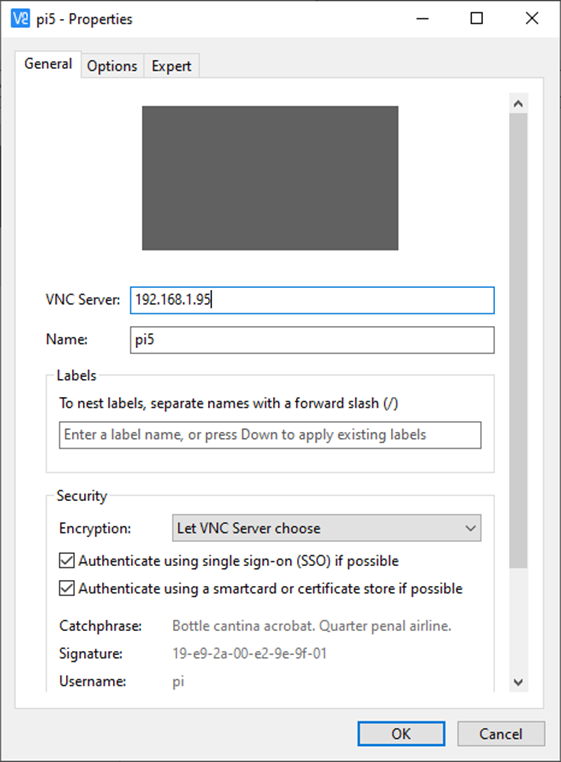 VE pi5 - Properties
General Options Expert
VNC Server: 192.168.1.95
Name: pi5
Labels
To nest labels, separate names with a forward slash (/)
Enter a label name, or press Down to apply existing labels
Security
Encryption: Let VNC Server choose
Authenticate using single sign-on (SSO) if possible
Authenticate using a smartcard or certificate store if possible
Catchphrase: Bottle cantina acrobat. Quarter penal airline.
Signature: 19-e9-2a-00-e2-9e-9f-01
Username: pi
OK Cancel